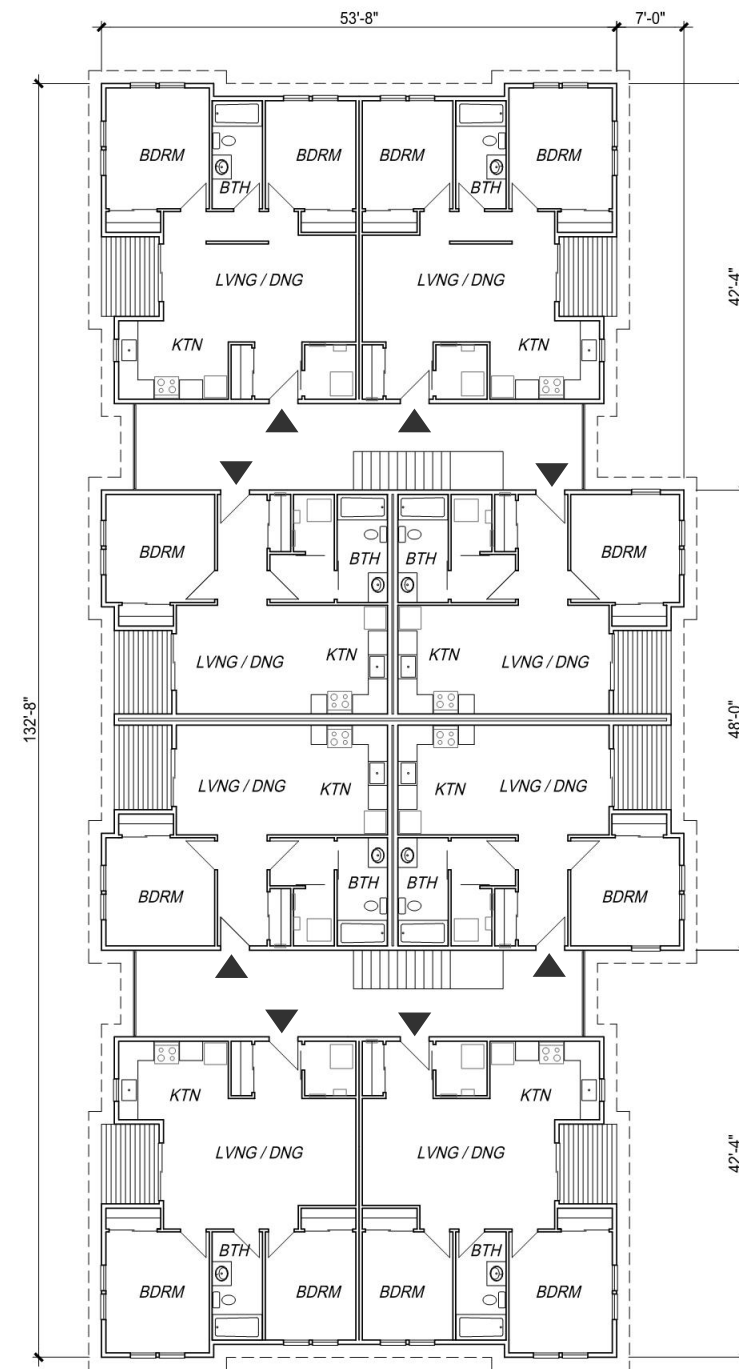 53'-8" 7'-0"
BDRM BDRM BDRM BDRM
BTH BTH
LVNG / DNG LVNG / DNG
42'-4"
KTN KTN
BDRM BTH BTH BDRM
LVNG / DNG KTN KTN LVNG / DNG
132'-8"
48'-0"
LVNG / DNG KTN KTN LVNG / DNG
BDRM BTH BTH BDRM
KTN KTN
LVNG / DNG LVNG / DNG
42'-4"
BTH BTH
BDRM BDRM BDRM BDRM